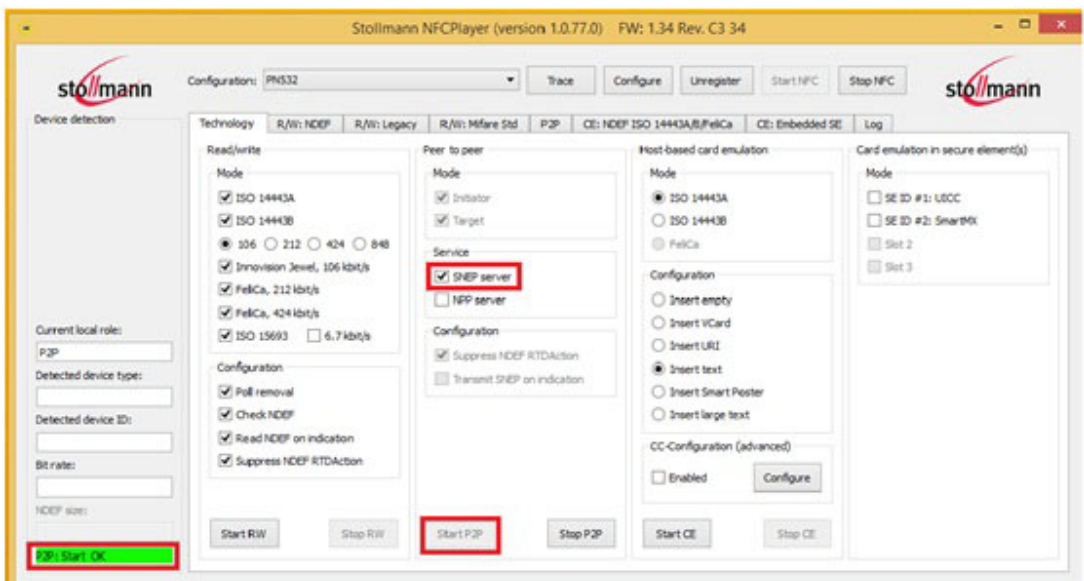 Stollmann NFCPlayer (version 1.0.77.0) FW: 1.34 Rev. C3 34
stollmann
Configuration: PN532
Trace
Configure
Unregister
Start NFC
Stop NFC
stollmann
Device detection
Technology
R/W: NDEF
R/W: Legacy
R/W: Mifare Std
P2P
CE: NDEF ISO 14443A/B/FeliCa
CE: Embedded SE
Log
Read/write
Mode
ISO 14443A
ISO 14443B
106 212 424 848
Innovision Jewel, 106 kbit/s
FeliCa, 212 kbit/s
FeliCa, 424 kbit/s
ISO 15693 6.7 kbit/s
Configuration
Poll removal
Check NDEF
Read NDEF on indication
Suppress NDEF RTDAction
Start RW
Stop RW
Peer to peer
Mode
Initiator
Target
Service
SNEP server
NPP server
Configuration
Suppress NDEF RTDAction
Transmit SNEP on indication
Start P2P
Stop P2P
Host-based card emulation
Mode
ISO 14443A
ISO 14443B
FeliCa
Configuration
Insert empty
Insert VCard
Insert URI
Insert text
Insert Smart Poster
Insert large text
CC-Configuration (advanced)
Enabled
Configure
Start CE
Stop CE
Card emulation in secure element(s)
Mode
SE ID #1: UICC
SE ID #2: SmartMX
Slot 2
Slot 3
Current local role:
P2P
Detected device type:
Detected device ID:
Bit rate:
NDEF size:
P2P: Start OK